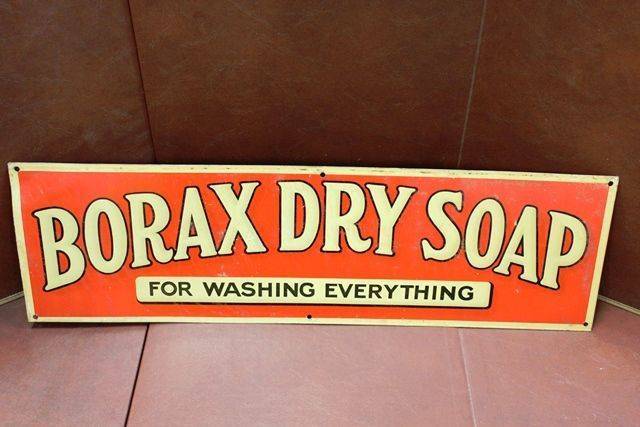 BORAX DRY SOAP
FOR WASHING EVERYTHING